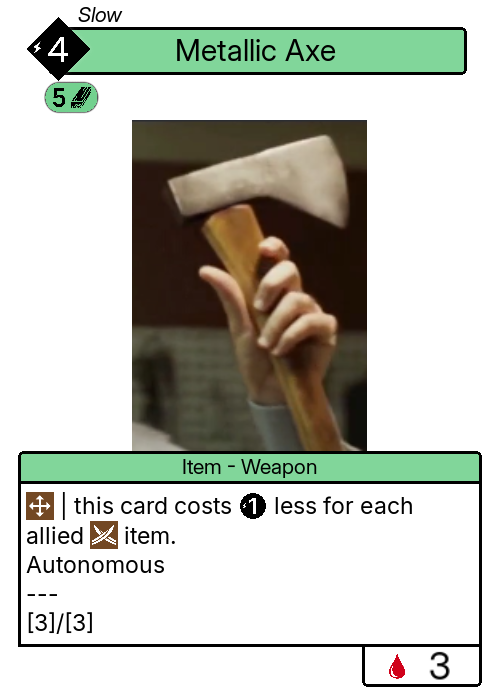 Slow
4
Metallic Axe
5
Item - Weapon
| this card costs 1 less for each
allied item.
Autonomous
---
[3]/[3]
3